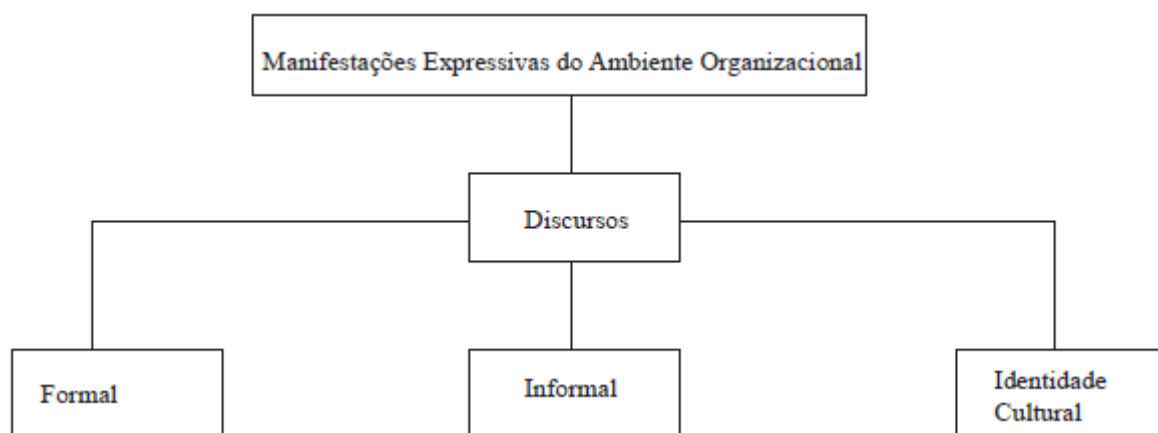 Manifestações Expressivas do Ambiente Organizacional
Discursos
Formal
Informal
Identidade
Cultural